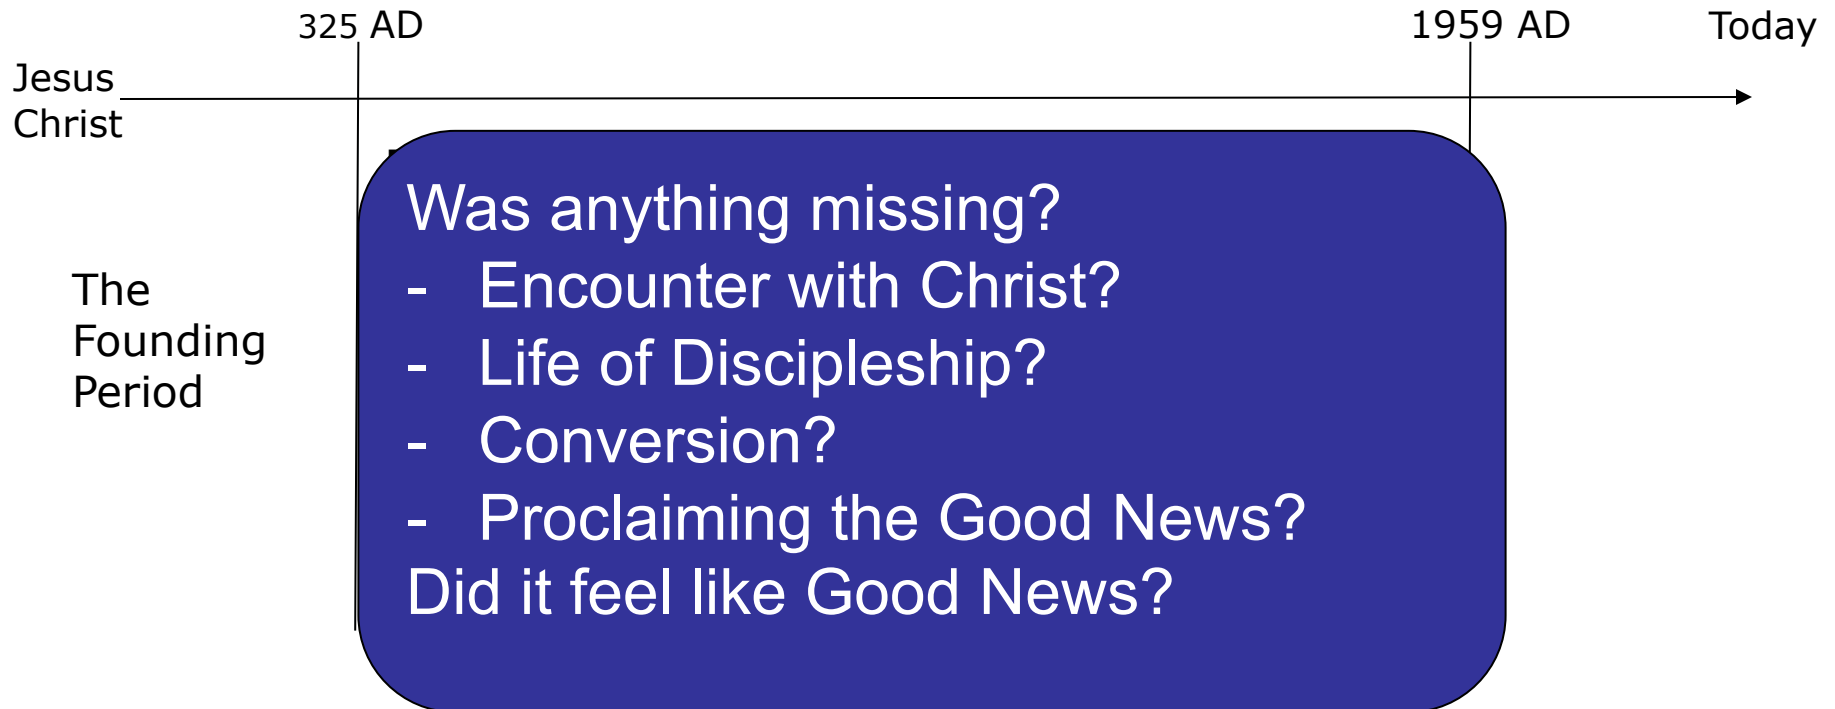 325 AD
1959 AD
Today
Jesus
Christ
The
Founding
Period
Was anything missing?
- Encounter with Christ?
- Life of Discipleship?
- Conversion?
- Proclaiming the Good News?
Did it feel like Good News?